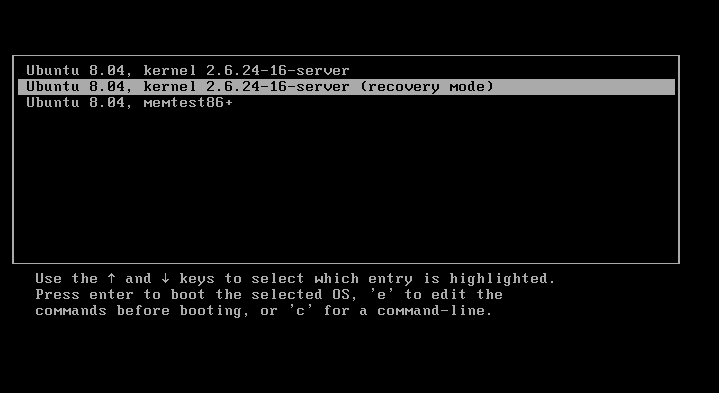 Ubuntu 8.04, kernel 2.6.24-16-server
Ubuntu 8.04, kernel 2.6.24-16-server (recovery mode)
Ubuntu 8.04, memtest86+
Use the ↑ and ↓ keys to select which entry is highlighted.
Press enter to boot the selected OS, 'e' to edit the
commands before booting, or 'c' for a command-line.